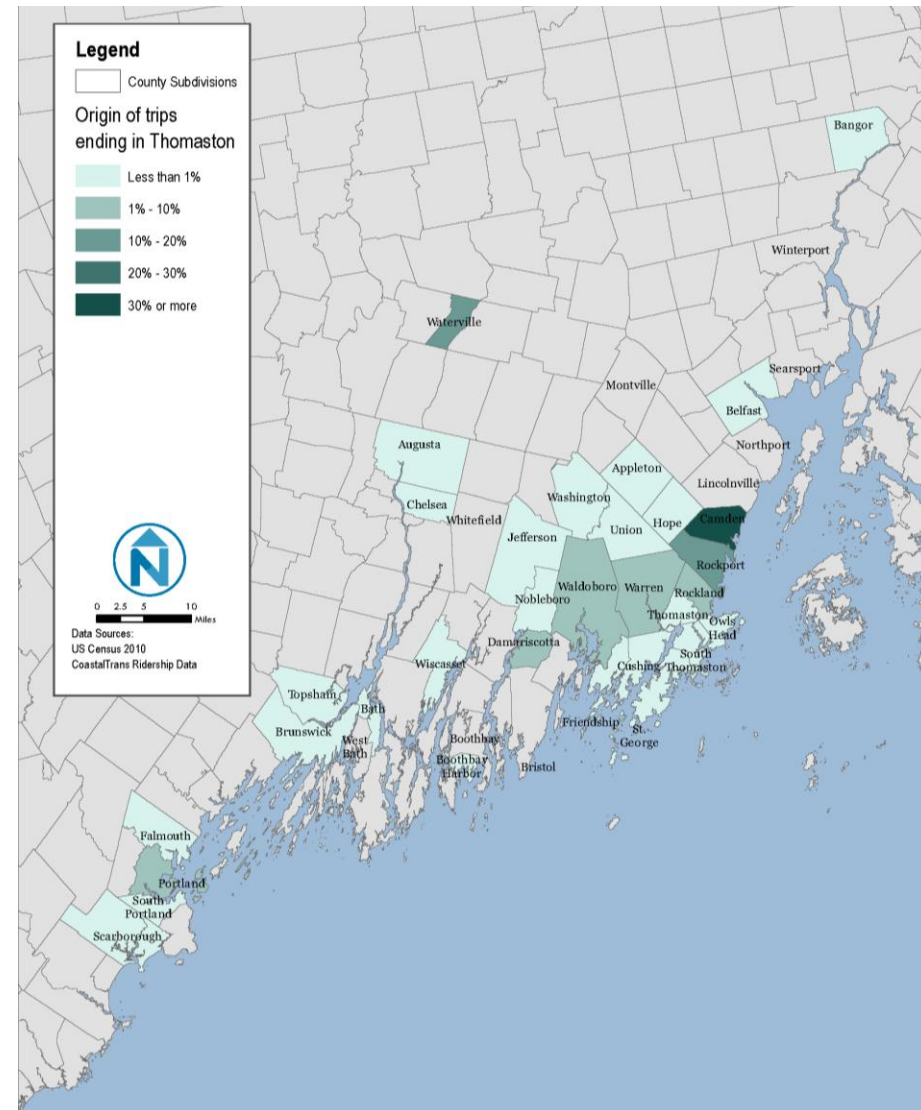 Legend
County Subdivisions
Origin of trips
ending in Thomaston
Less than 1%
1% - 10%
10% - 20%
20% - 30%
30% or more
N
0 2.5 5 10
Miles
Data Sources:
US Census 2010
CoastalTrans Ridership Data
Bangor
Winterport
Waterville
Searsport
Montville
Belfast
Northport
Augusta
Appleton
Lincolnville
Washington
Chelsea
Whitefield
Hope
Camden
Union
Jefferson
Rockport
Waldoboro
Warren
Rockland
Nobleboro
Thomaston
Owls
Head
Damariscotta
South
Thomaston
Wiscasset
Cushing
Topsham
Bath
Friendship
St.
George
Brunswick
West
Bath
Boothbay
Boothbay
Harbor
Bristol
Falmouth
Portland
South
Portland
Scarborough